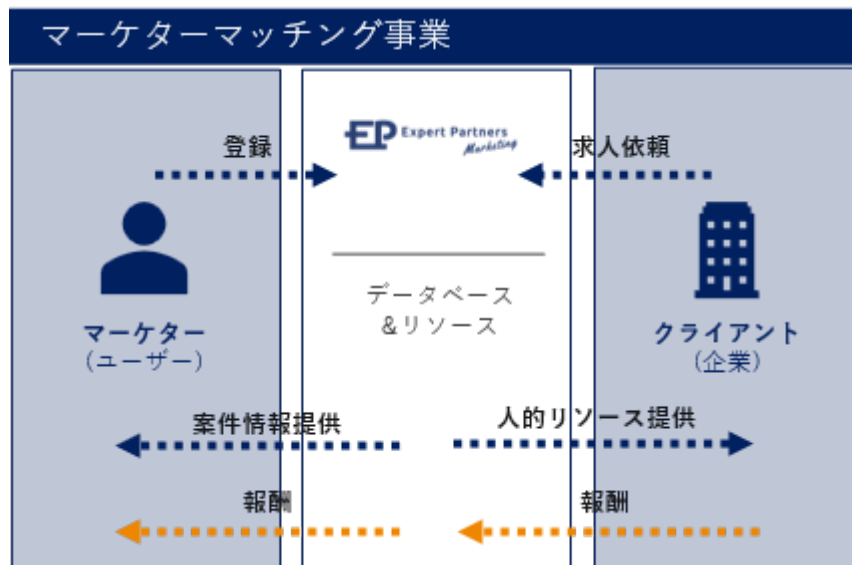 マーケターマッチング事業
登録
EP Expert Partners
Marketing
求人依頼
データベース
&リソース
マーケター
(ユーザー)
クライアント
(企業)
案件情報提供
人的リソース提供
報酬
報酬